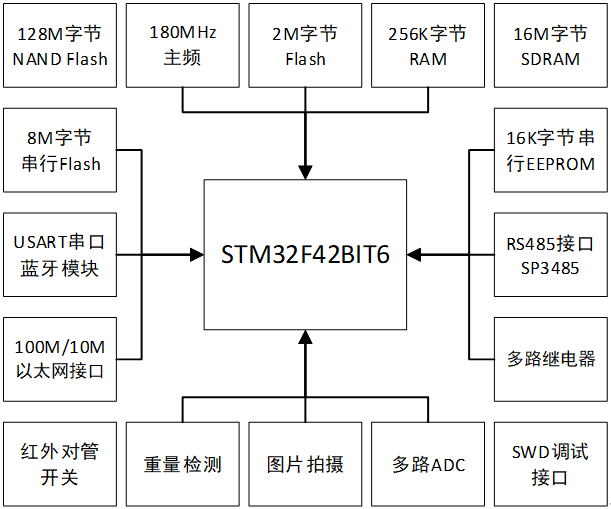 128M字节
NAND Flash
180MHz
主频
2M字节
Flash
256K字节
RAM
16M字节
SDRAM
8M字节
串行Flash
16K字节串
行EEPROM
USART串口
蓝牙模块
STM32F42BIT6
RS485接口
SP3485
100M/10M
以太网接口
多路继电器
红外对管
开关
重量检测
图片拍摄
多路ADC
SWD调试
接口